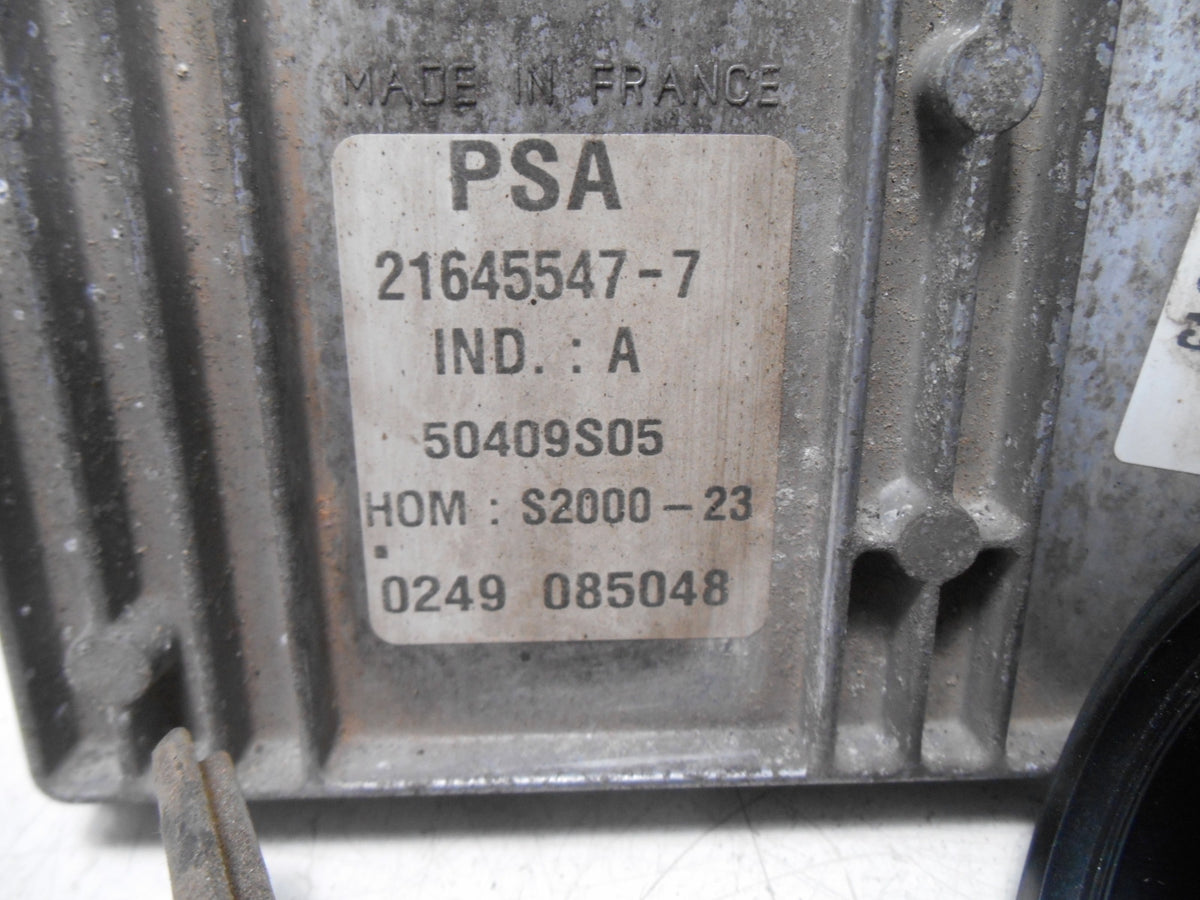 MADE IN FRANCE
PSA
21645547-7
IND. : A
50409S05
HOM : S2000-23
0249 085048